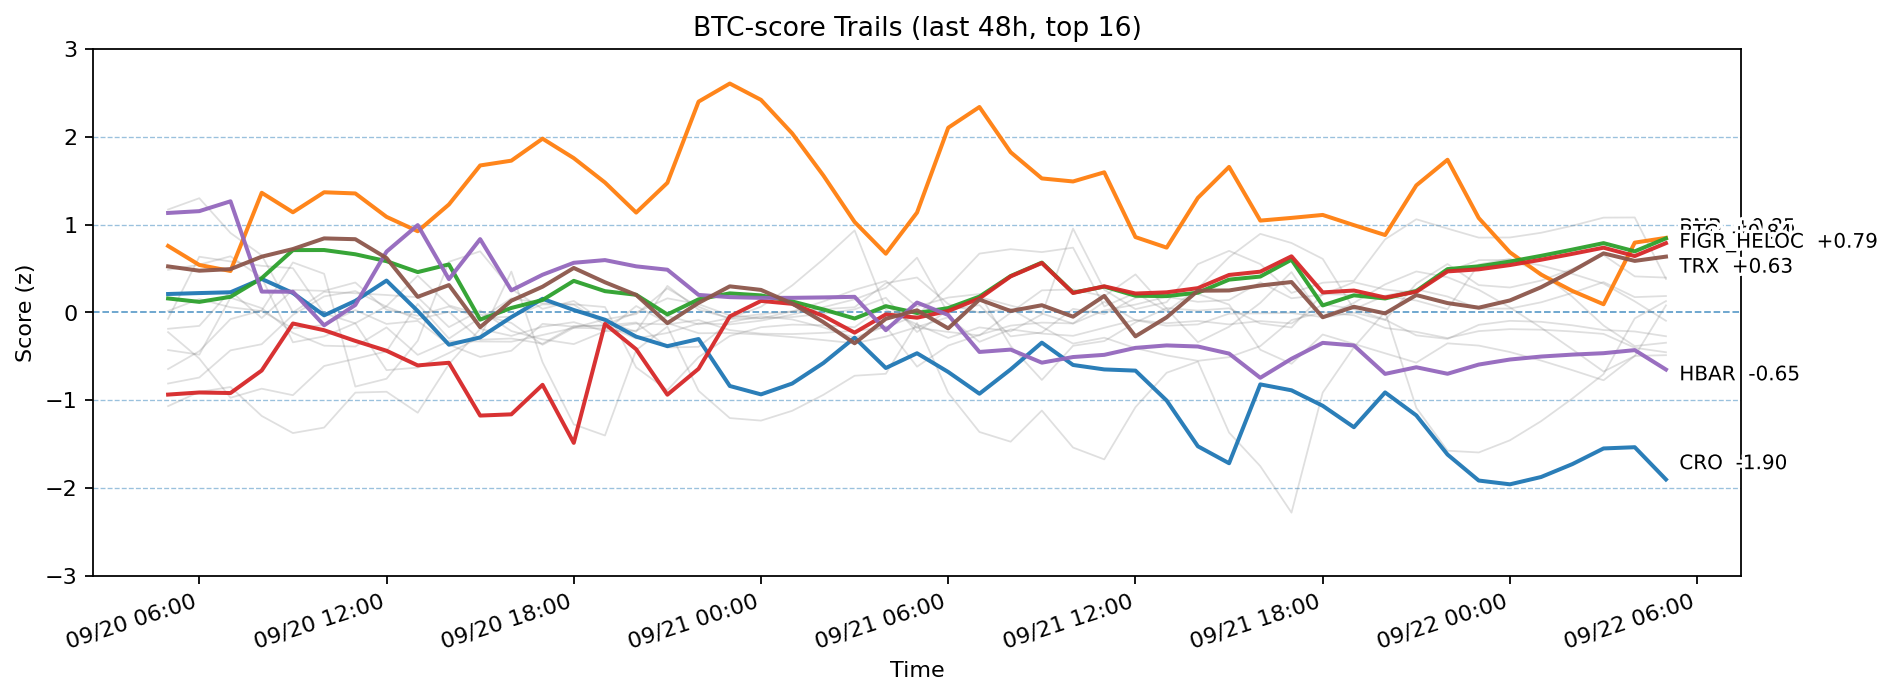 BTC-score Trails (last 48h, top 16)
Score (z)
3
2
1
0
−1
−2
−3
BNB +0.85
FIGR_HELOC +0.79
TRX +0.63
HBAR -0.65
CRO -1.90
09/20 06:00
09/20 12:00
09/20 18:00
09/21 00:00
09/21 06:00
09/21 12:00
09/21 18:00
09/22 00:00
09/22 06:00
Time